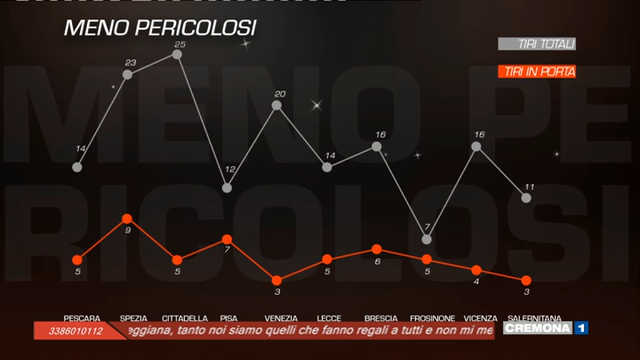 MENO PERICOLOSI
TIRI TOTALI
TIRI IN PORTA
14 23 25 12 20 14 16 7 16 11
5 9 5 7 3 5 6 5 4 3
PESCARA SPEZIA CITTADELLA PISA VENEZIA LECCE BRESCIA FROSINONE VICENZA SALERNITANA
3386010112 eggiana, tanto noi siamo quelli che fanno regali a tutti e non mi me CREMONA 1
MENO PE
RICOLOSI